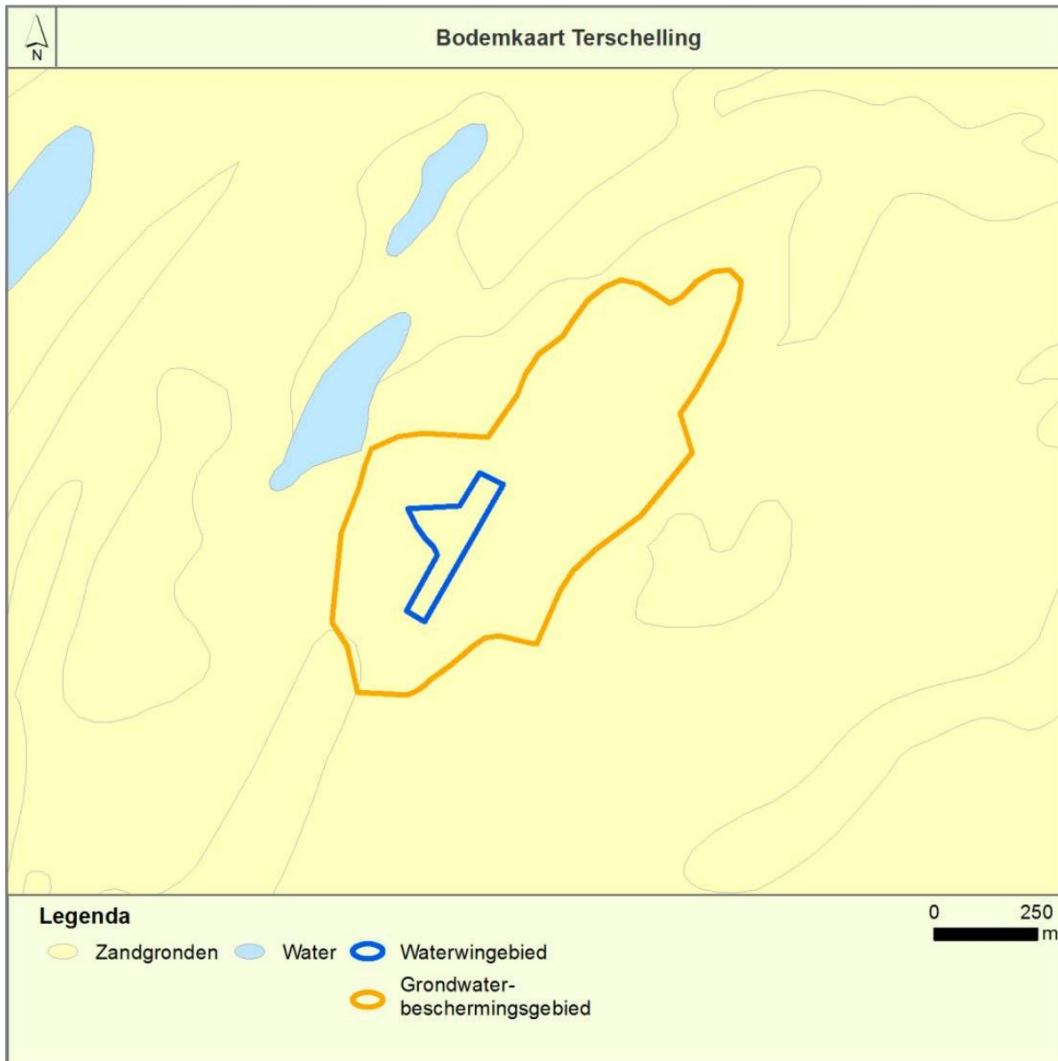 N
Bodemkaart Terschelling
Legenda
Zandgronden
Water
Waterwingebied
Grondwater-
beschermingsgebied
0 250
m